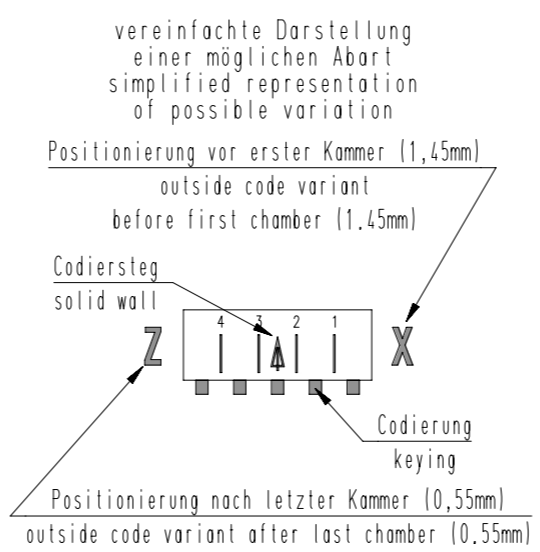 vereinfachte Darstellung
einer möglichen Abart
simplified representation
of possible variation
Positionierung vor erster Kammer (1,45mm)
outside code variant
before first chamber (1,45mm)
Codiersteg
solid wall
4 3 2 1
Z
X
Codierung
keying
Positionierung nach letzter Kammer (0,55mm)
outside code variant after last chamber (0,55mm)